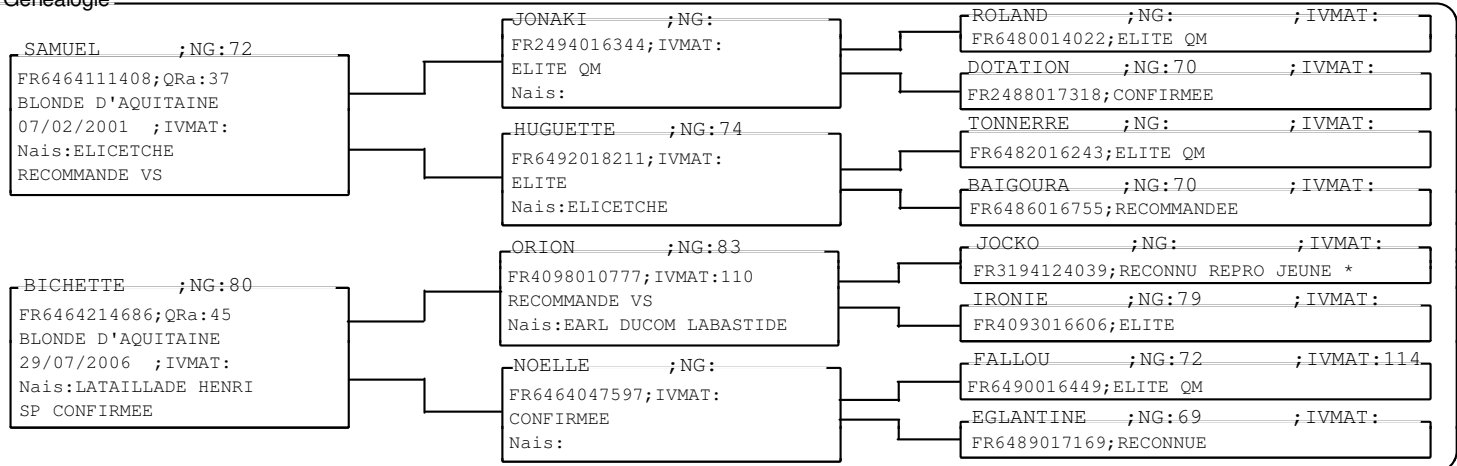 Généalogie
SAMUEL ;NG:72
FR6464111408;QRa:37
BLONDE D'AQUITAINE
07/02/2001 ;IVMAT:
Nais:ELICETCHE
RECOMMANDE VS
BICHETTE ;NG:80
FR6464214686;QRa:45
BLONDE D'AQUITAINE
29/07/2006 ;IVMAT:
Nais:LATAILLADE HENRI
SP CONFIRMEE
JONAKI ;NG:
FR2494016344;IVMAT:
ELITE QM
Nais:
HUGUETTE ;NG:74
FR6492018211;IVMAT:
ELITE
Nais:ELICETCHE
ORION ;NG:83
FR4098010777;IVMAT:110
RECOMMANDE VS
Nais:EARL DUCOM LABASTIDE
NOELLE ;NG:
FR6464047597;IVMAT:
CONFIRMEE
Nais:
ROLAND ;NG: ;IVMAT:
FR6480014022;ELITE QM
DOTATION ;NG:70 ;IVMAT:
FR2488017318;CONFIRMEE
TONNERRE ;NG: ;IVMAT:
FR6482016243;ELITE QM
BAIGOURA ;NG:70 ;IVMAT:
FR6486016755;RECOMMANDEE
JOCKO ;NG: ;IVMAT:
FR3194124039;RECONNU REPRO JEUNE *
IRONIE ;NG:79 ;IVMAT:
FR4093016606;ELITE
FALLOU ;NG:72 ;IVMAT:114
FR6490016449;ELITE QM
EGLANTINE ;NG:69 ;IVMAT:
FR6489017169;RECONNUE